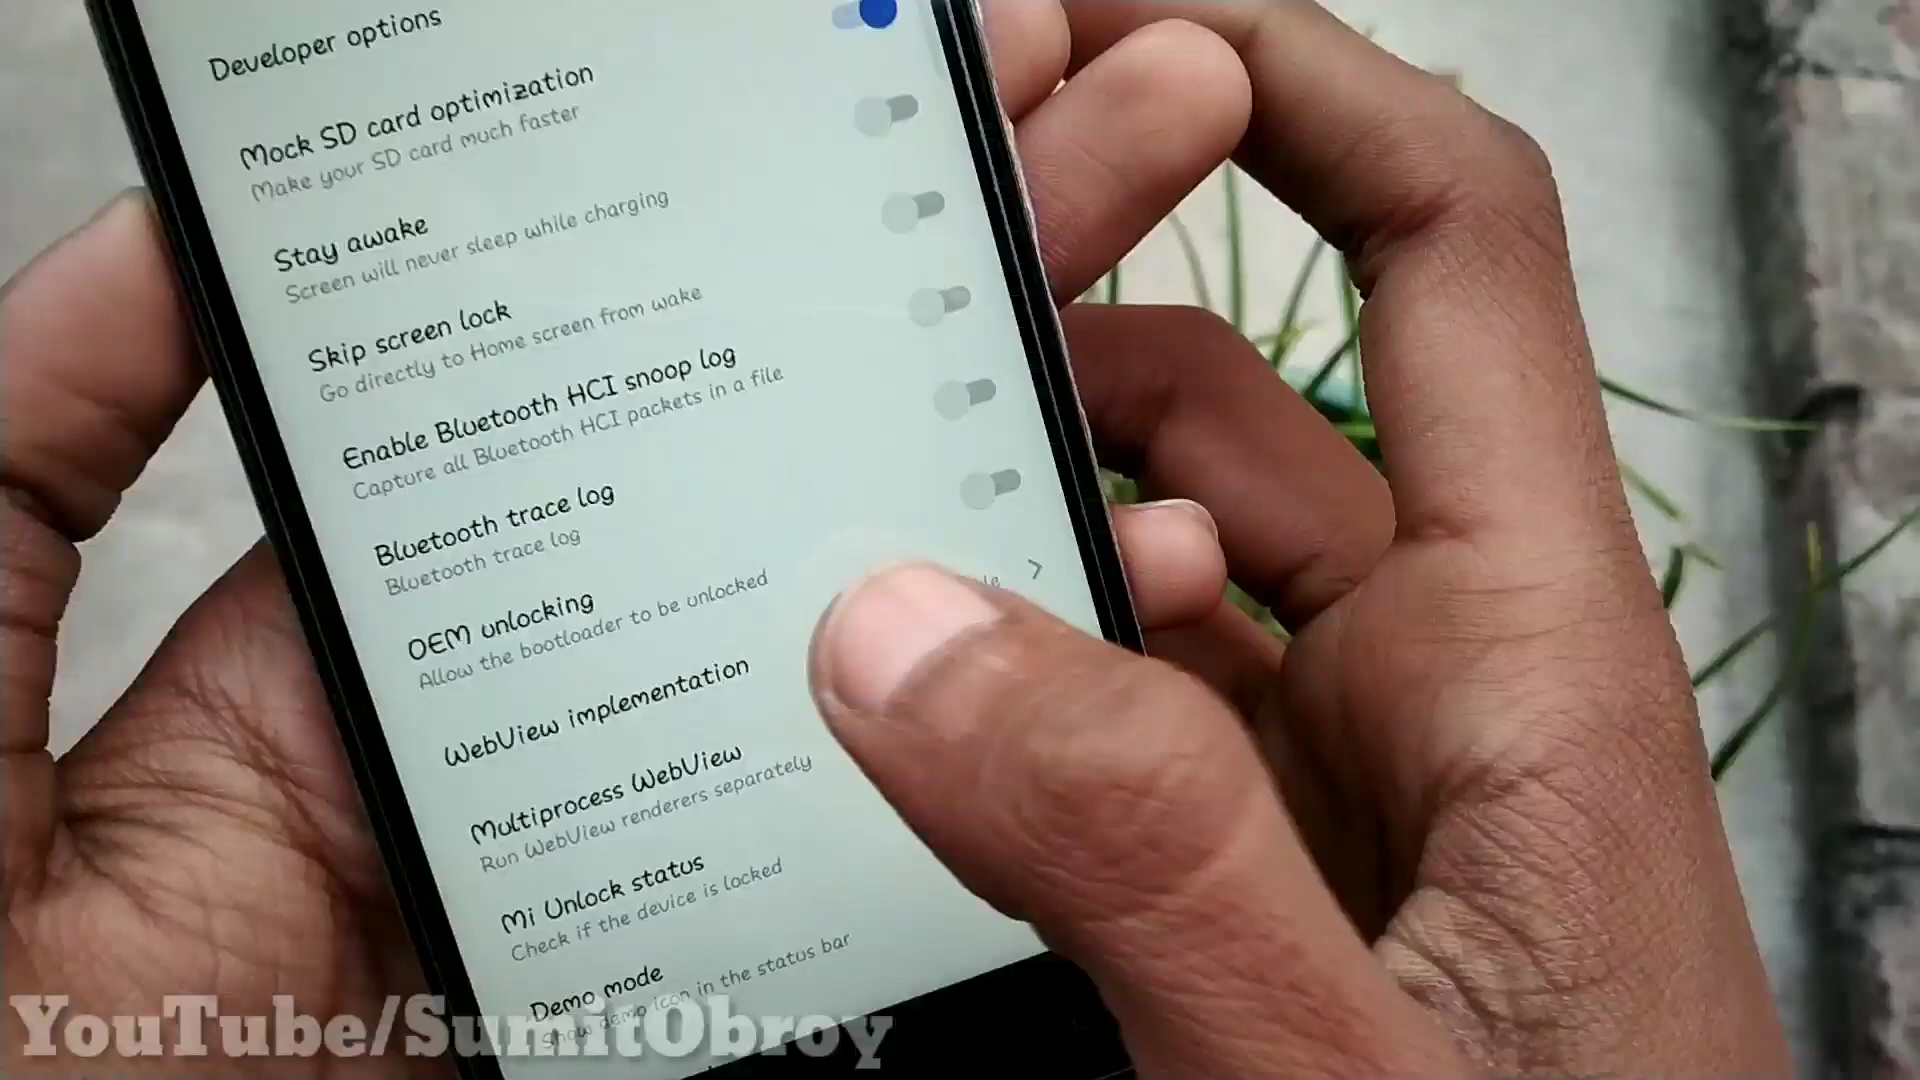 Developer options
Mock SD card optimization
Make your SD card much faster
Stay awake
Screen will never sleep while charging
Skip screen lock
Go directly to Home screen from wake
Enable Bluetooth HCI snoop log
Capture all Bluetooth HCI packets in a file
Bluetooth trace log
Bluetooth trace log
OEM unlocking
Allow the bootloader to be unlocked
WebView implementation
Multiprocess WebView
Run WebView renderers separately
Mi Unlock status
Check if the device is locked
Demo mode
Show demo icon in the status bar
YouTube/SumitObroy